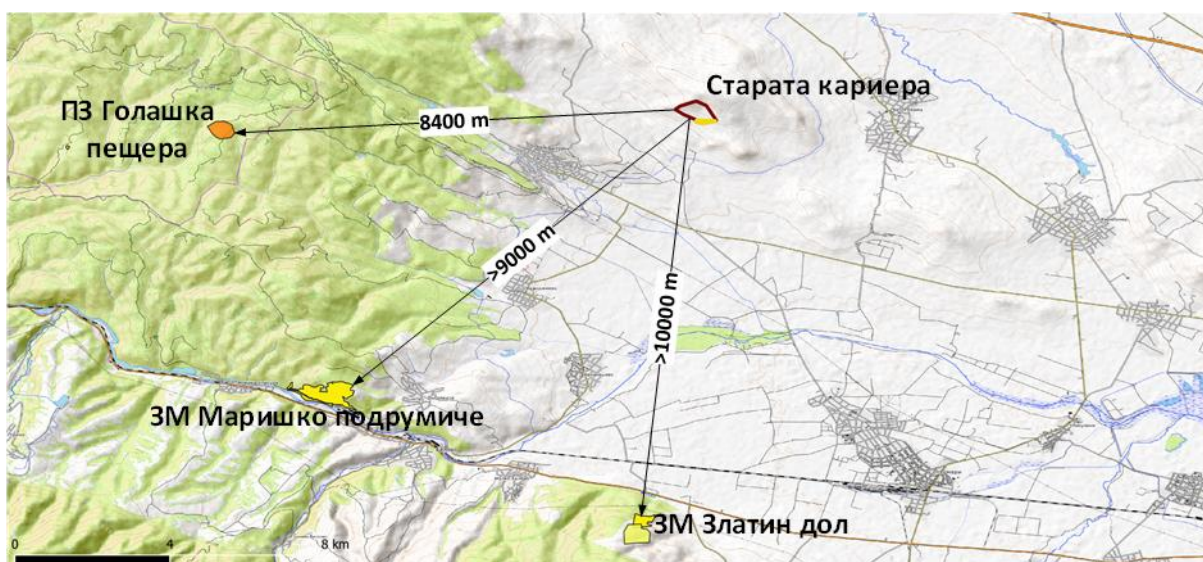 Старата кариера
ПЗ Голашка
пещера
8400 m
>9000 m
>10000 m
ЗМ Маришко подрумиче
ЗМ Златин дол
0 4 8 km